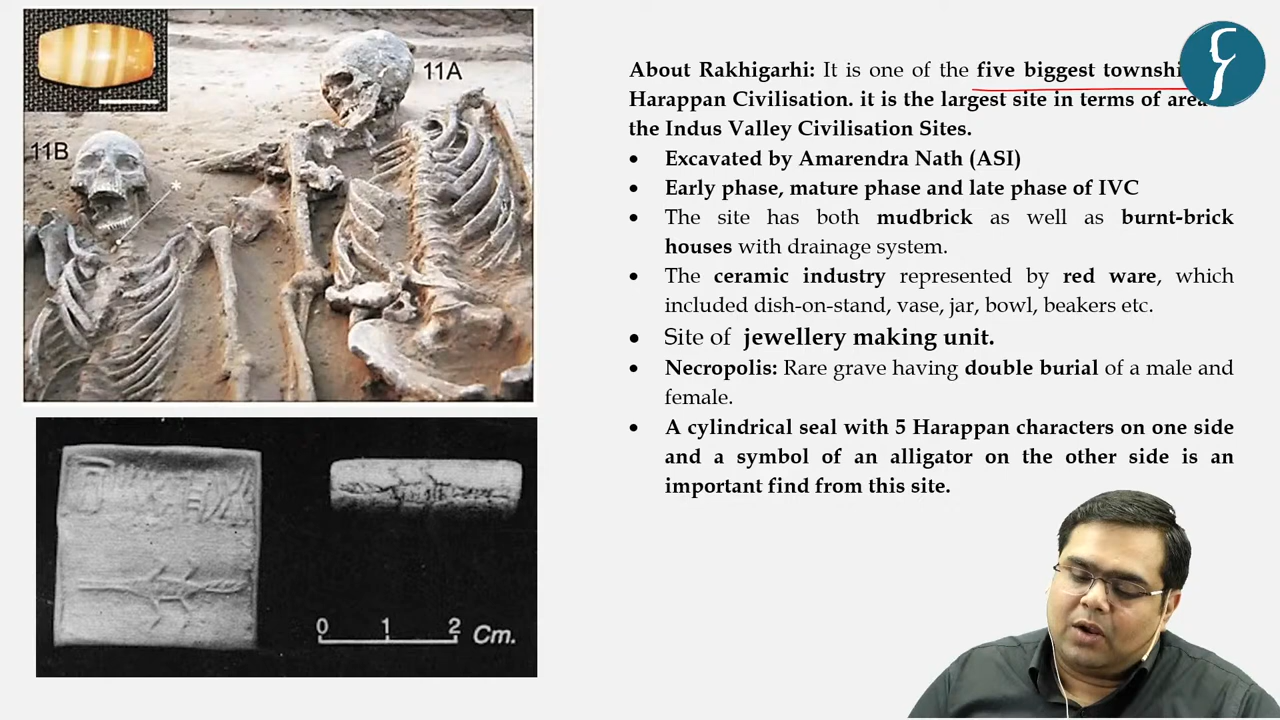 11A
11B
*
About Rakhigarhi: It is one of the five biggest
Harappan Civilisation. it is the largest site in terms of
the Indus Valley Civilisation Sites.
• Excavated by Amarendra Nath (ASI)
• Early phase, mature phase and late phase of IVC
• The site has both mudbrick as well as burnt-brick
houses with drainage system.
• The ceramic industry represented by red ware, which
included dish-on-stand, vase, jar, bowl, beakers etc.
• Site of jewellery making unit.
• Necropolis: Rare grave having double burial of a male and
female.
• A cylindrical seal with 5 Harappan characters on one side
and a symbol of an alligator on the other side is an
important find from this site.
0 1 2 Cm.